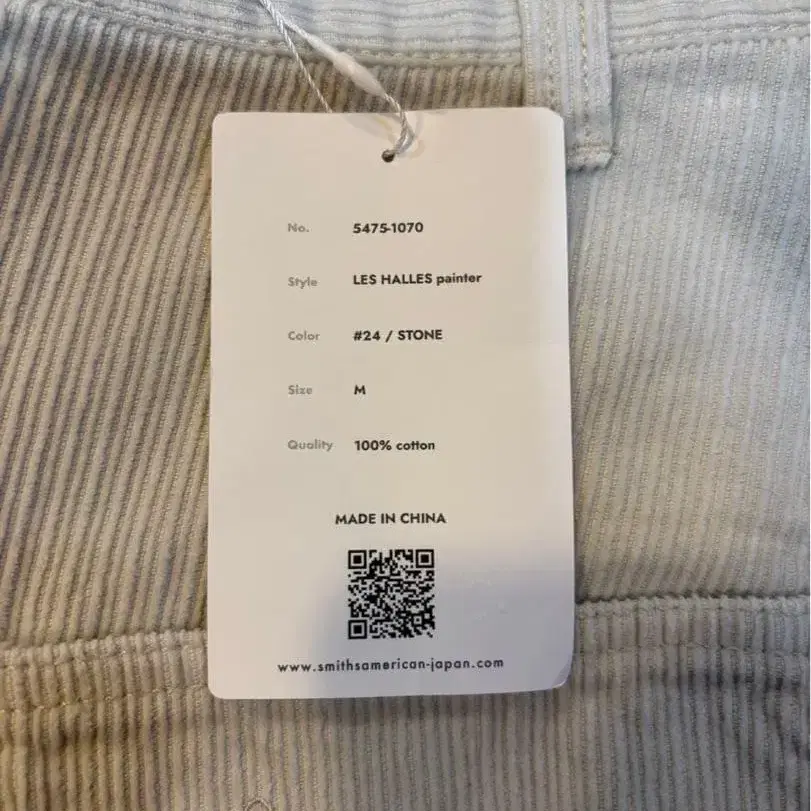 No. 5475-1070
Style LES HALLES painter
Color #24 / STONE
Size M
Quality 100% cotton
MADE IN CHINA
www.smithsamerican-japan.com